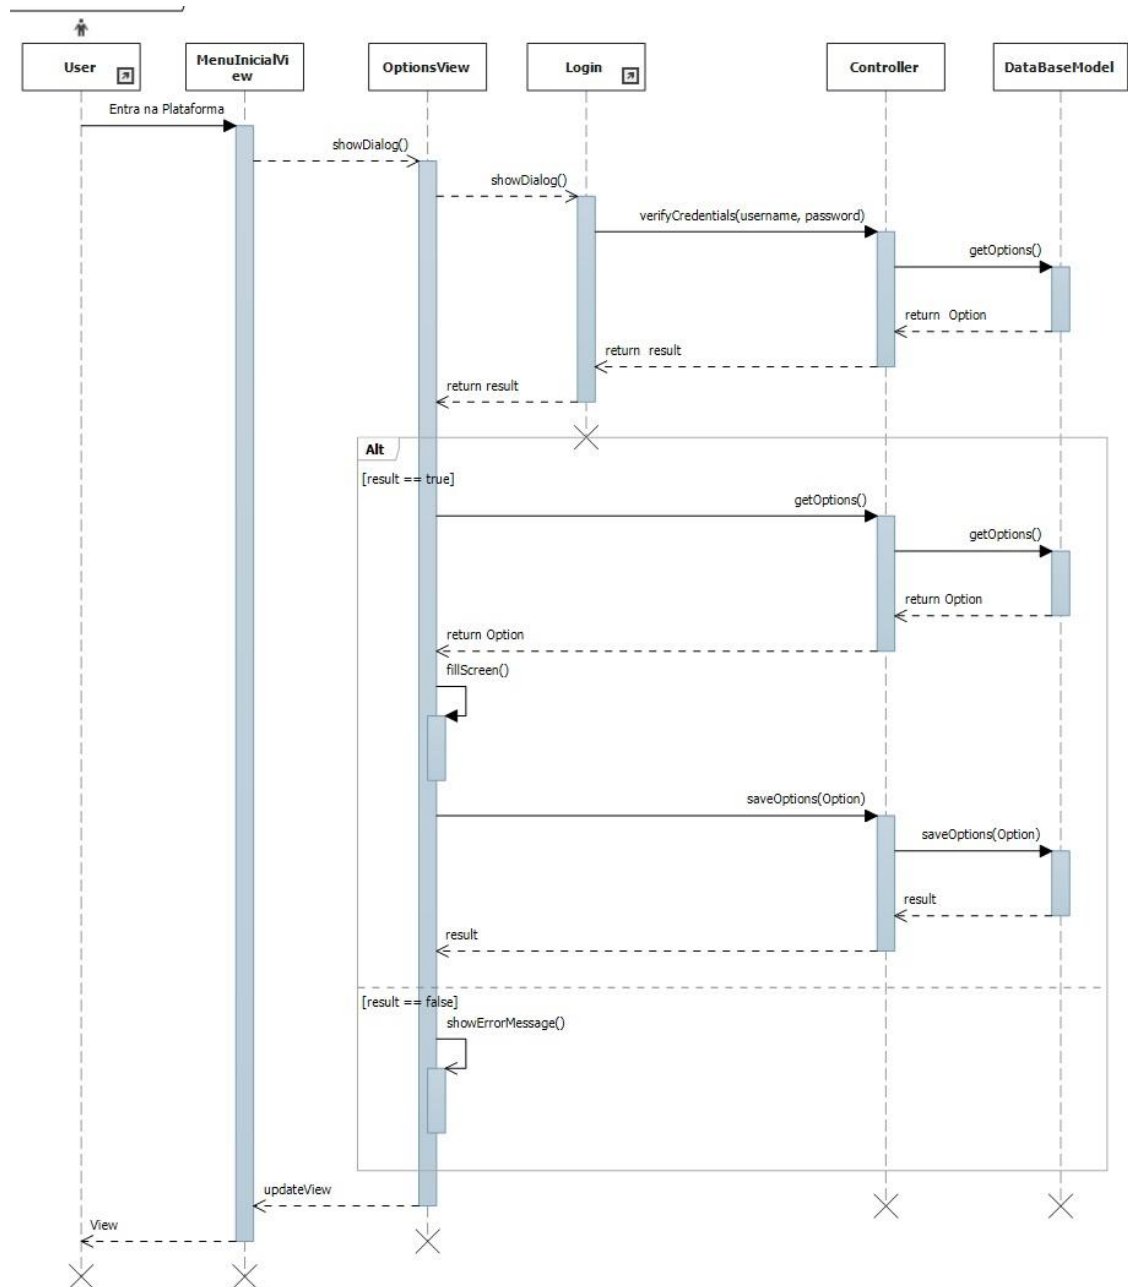 User
MenuInicialVi
ew
OptionsView
Login
Controller
DataBaseModel
Entra na Plataforma
showDialog()
showDialog()
verifyCredentials(username, password)
getOptions()
return Option
return result
return result
Alt
[result == true]
getOptions()
getOptions()
return Option
return Option
fillScreen()
saveOptions(Option)
saveOptions(Option)
result
result
[result == false]
showErrorMessage()
updateView
View